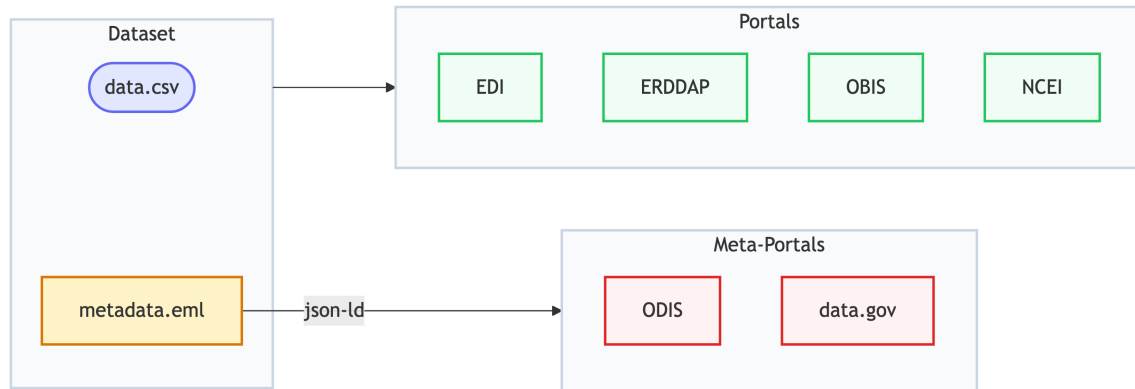 Dataset
data.csv
Portals
EDI
ERDDAP
OBIS
NCEI
metadata.eml
json-ld
Meta-Portals
ODIS
data.gov